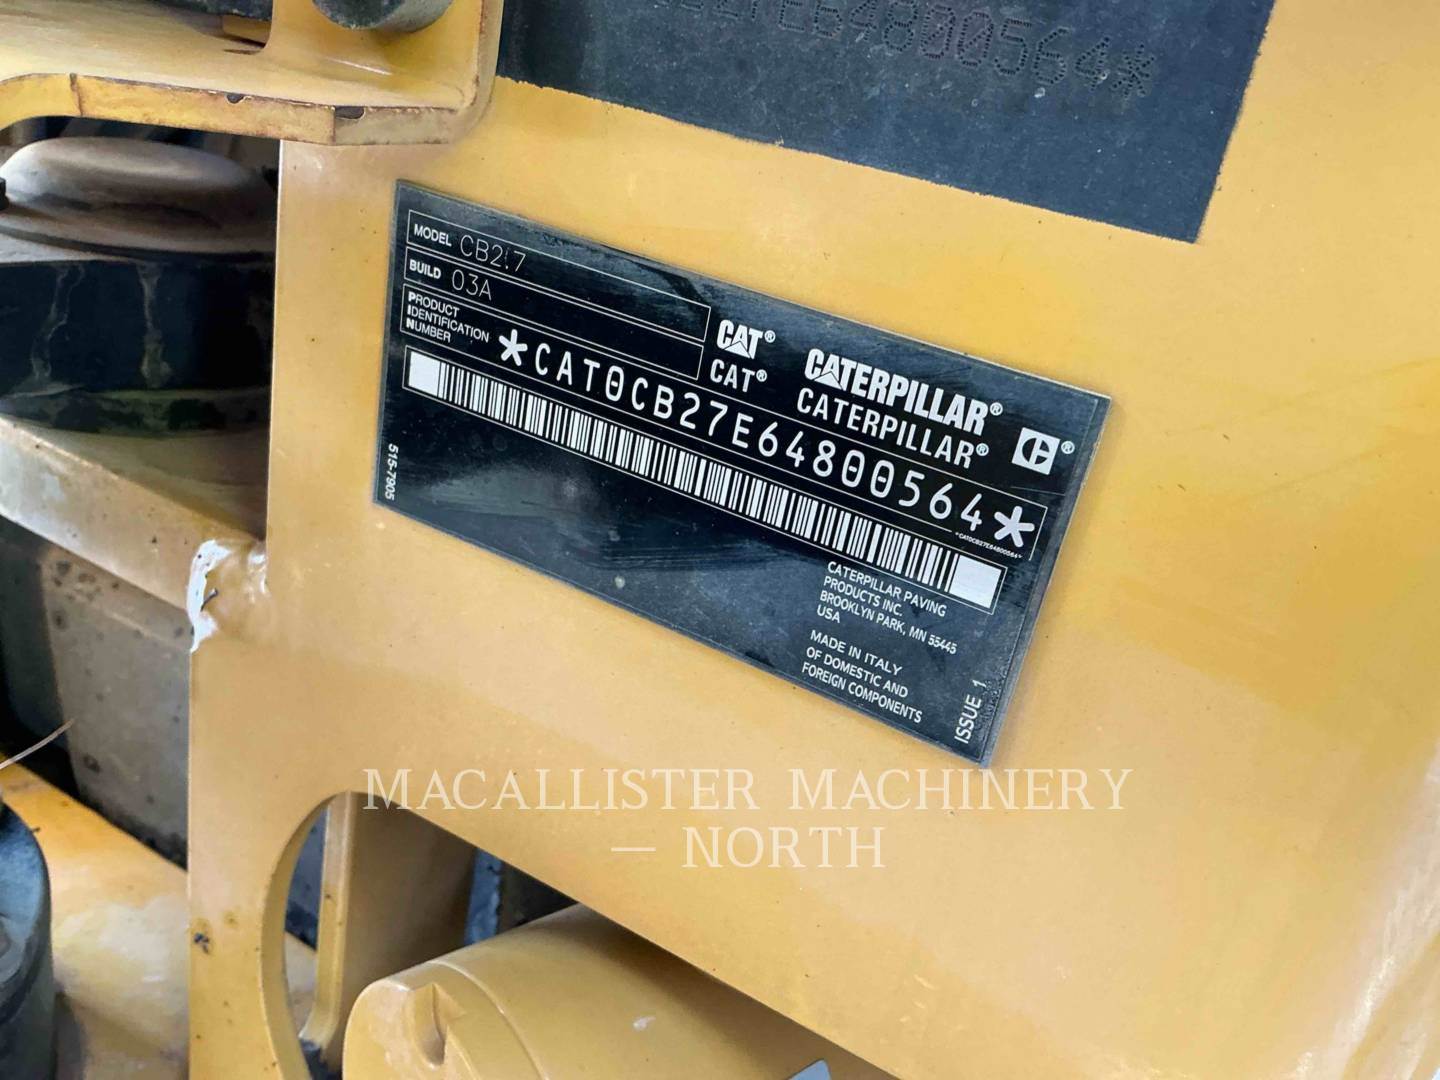 E64800564*
MODEL CB2.7
BUILD 03A
PRODUCT
IDENTIFICATION
NUMBER
*CAT0CB27E64800564*
CAT® CATERPILLAR®
CAT® CATERPILLAR®
*CAT0CB27E64800564*
515-7905
CATERPILLAR PAVING
PRODUCTS INC.
BROOKLYN PARK, MN 55445
USA
MADE IN ITALY
OF DOMESTIC AND
FOREIGN COMPONENTS
ISSUE 1
MACALLISTER MACHINERY
— NORTH